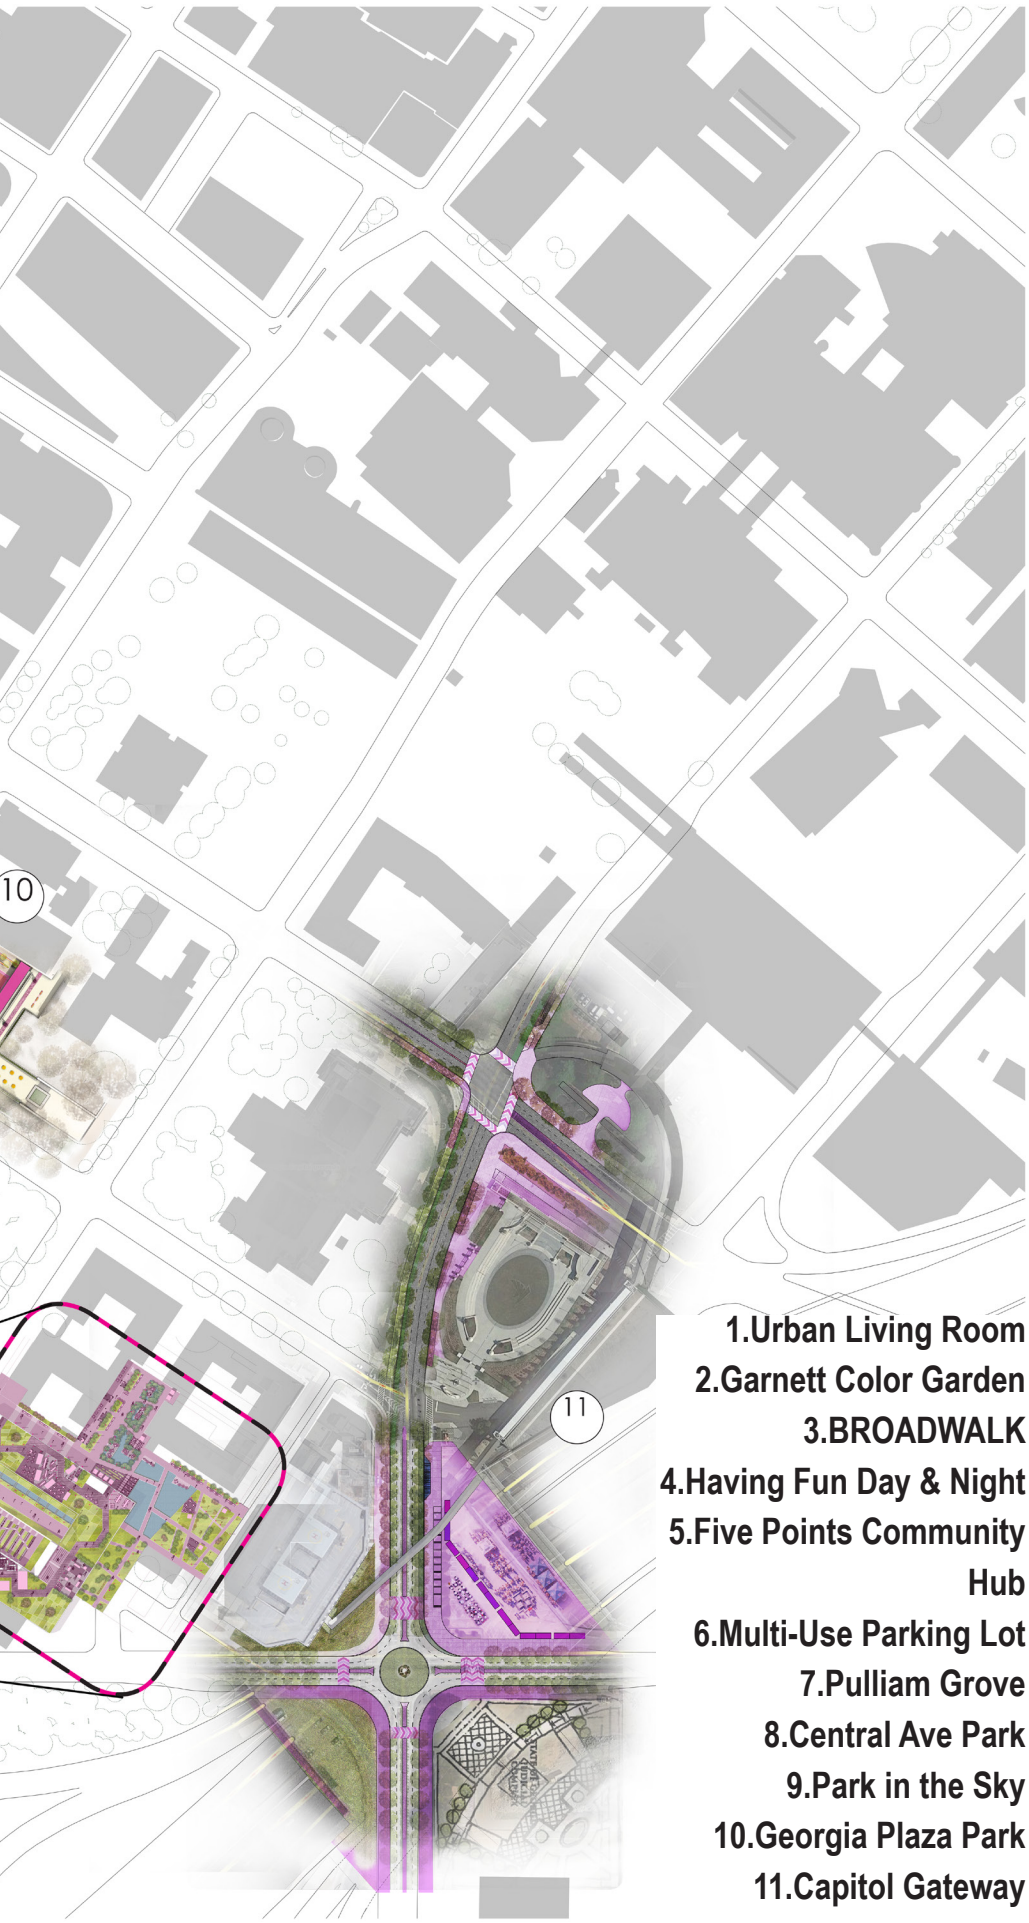 10
11
1.Urban Living Room
2.Garnett Color Garden
3.BROADWALK
4.Having Fun Day & Night
5.Five Points Community
Hub
6.Multi-Use Parking Lot
7.Pulliam Grove
8.Central Ave Park
9.Park in the Sky
10.Georgia Plaza Park
11.Capitol Gateway